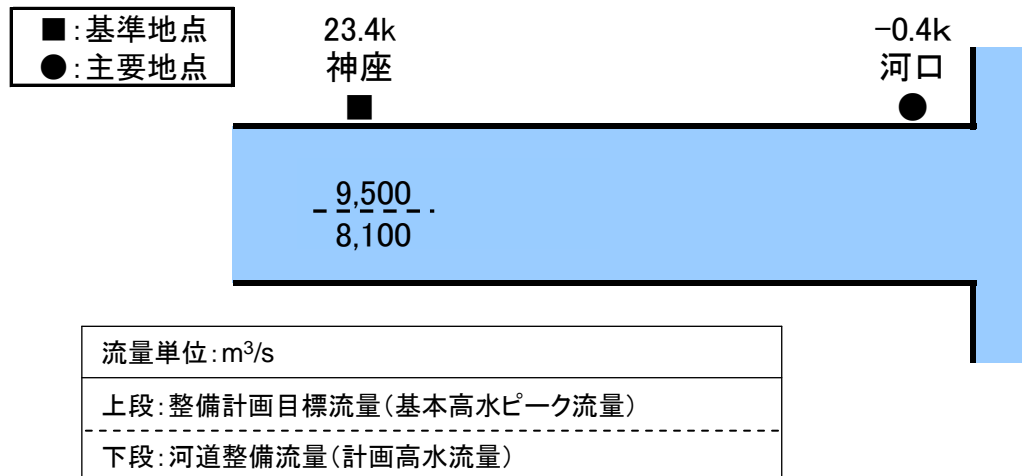 ■:基準地点
●:主要地点
23.4k
神座
■
-0.4k
河口
●
9,500
8,100
流量単位:m³/s
上段:整備計画目標流量(基本高水ピーク流量)
下段:河道整備流量(計画高水流量)